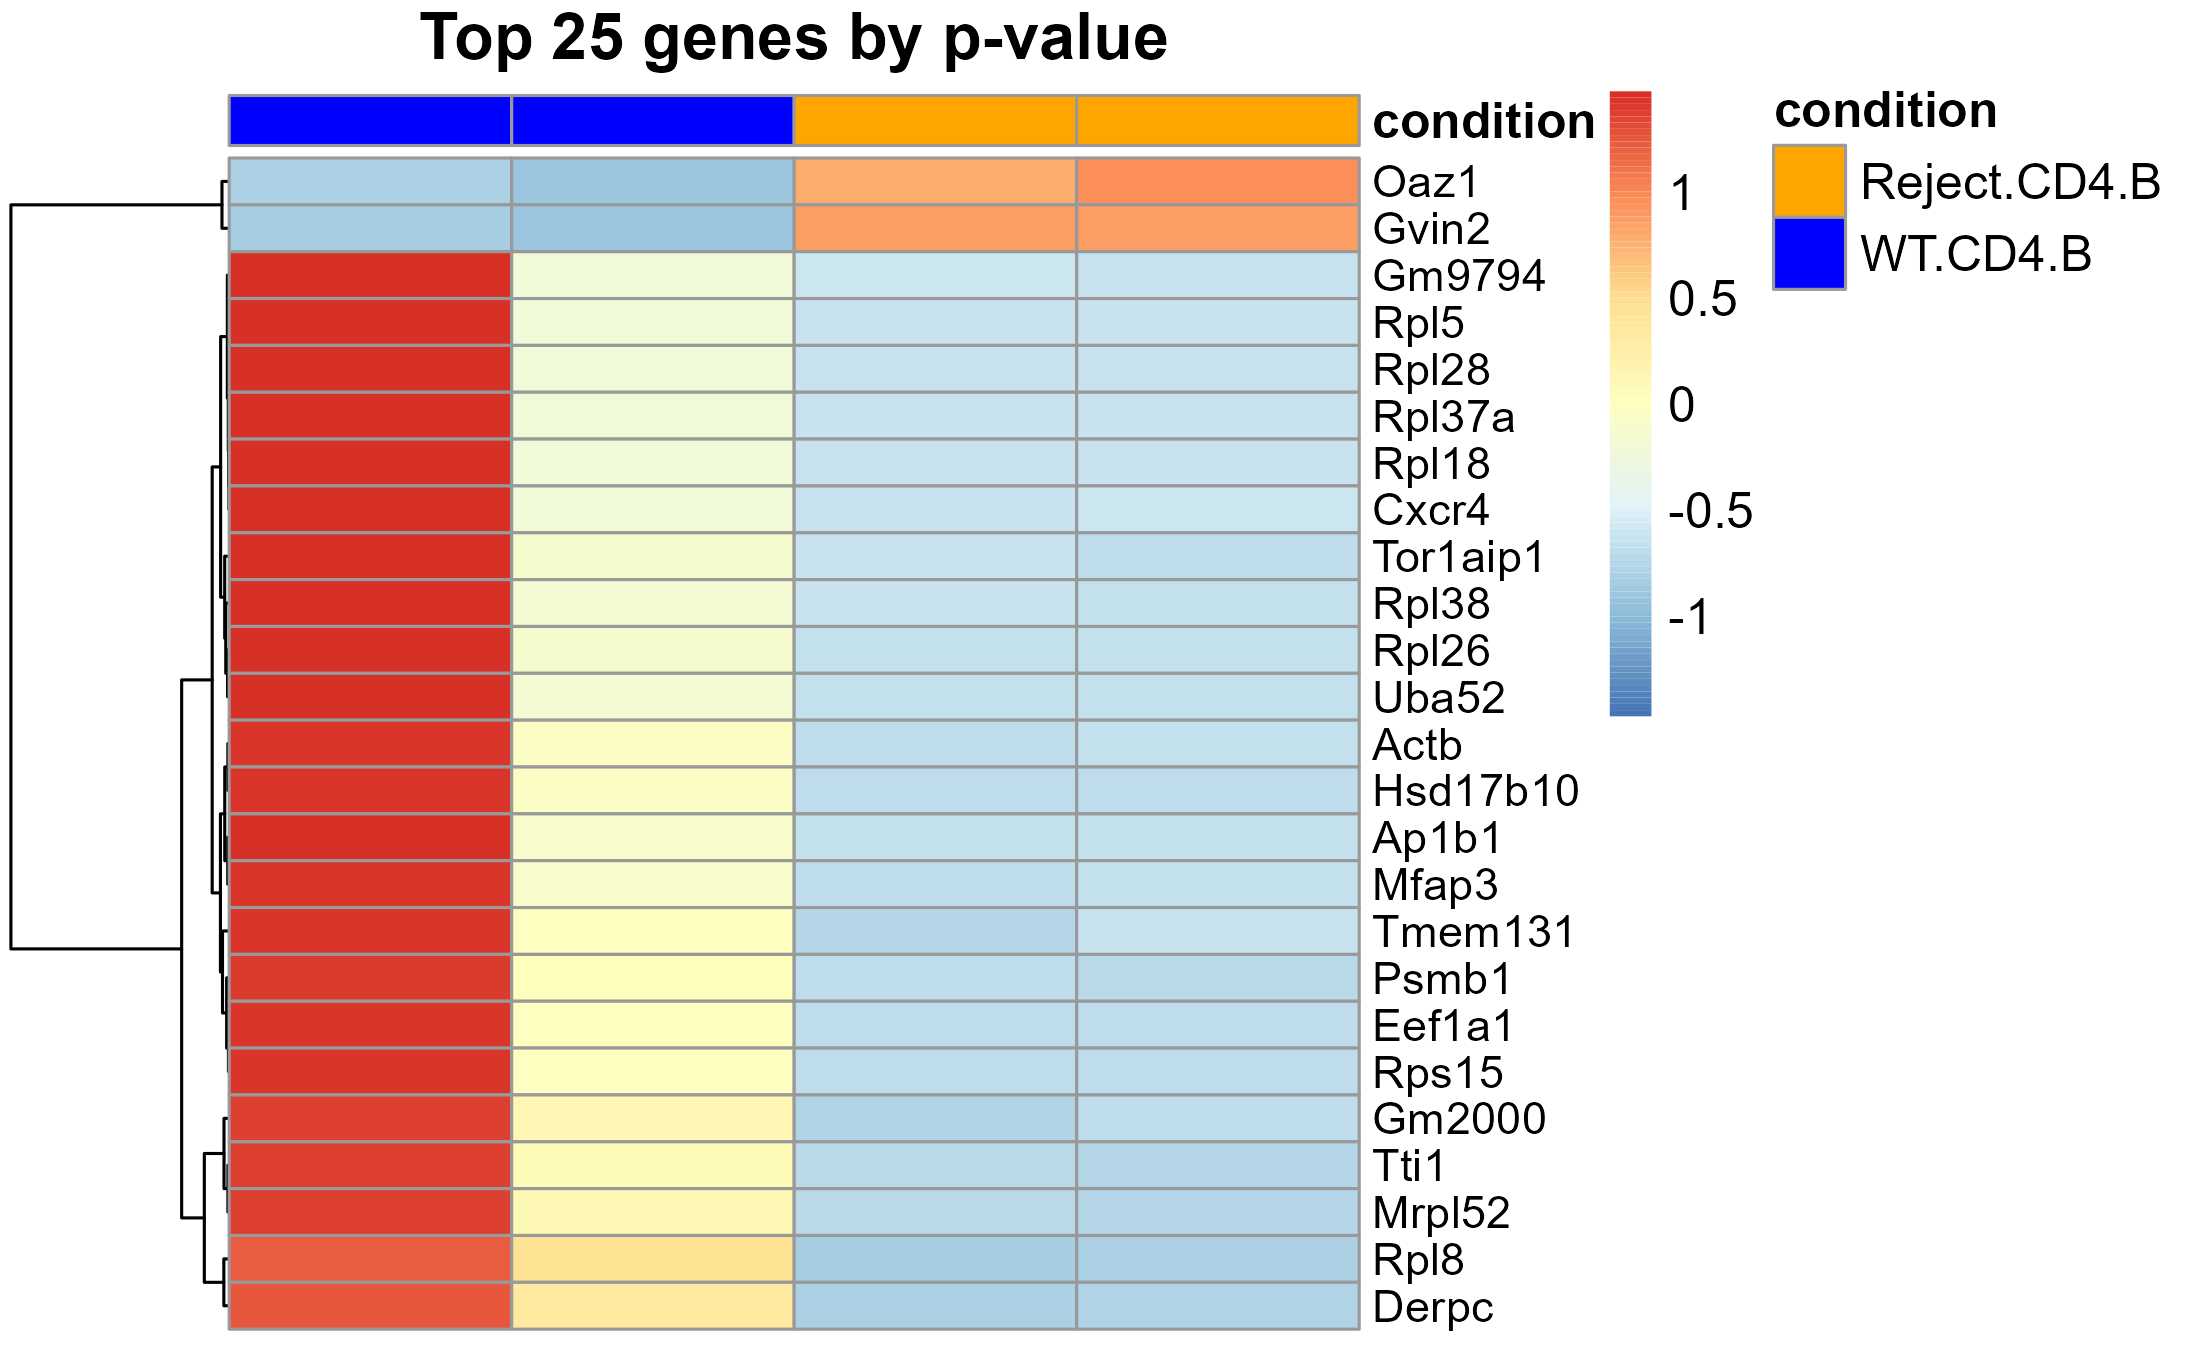 Top 25 genes by p-value
condition
Oaz1
Gvin2
Gm9794
Rpl5
Rpl28
Rpl37a
Rpl18
Cxcr4
Tor1aip1
Rpl38
Rpl26
Uba52
Actb
Hsd17b10
Ap1b1
Mfap3
Tmem131
Psmb1
Eef1a1
Rps15
Gm2000
Tti1
Mrpl52
Rpl8
Derpc
1
0.5
0
-0.5
-1
condition
Reject.CD4.B
WT.CD4.B